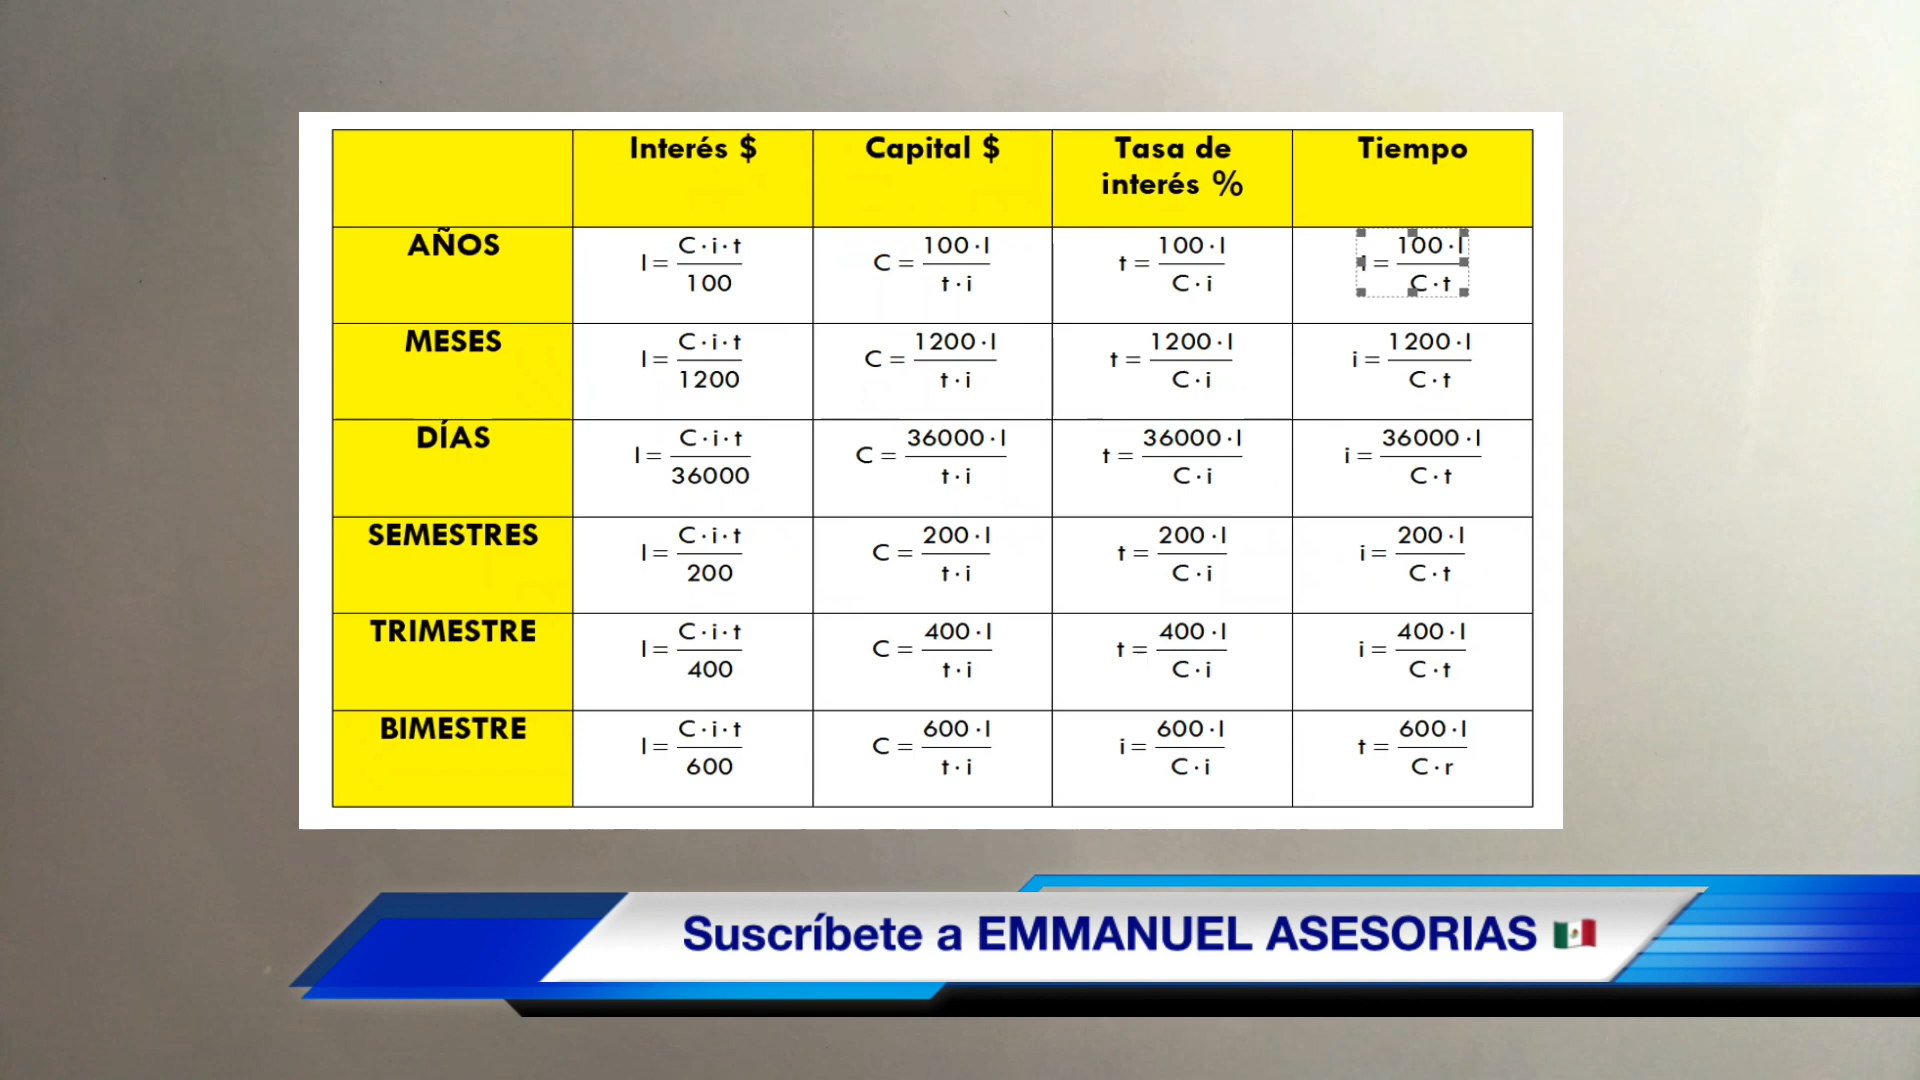 Interés $ Capital $ Tasa de interés % Tiempo
AÑOS I = C·i·t / 100 C = 100·I / t·i t = 100·I / C·i i = 100·I / C·t
MESES I = C·i·t / 1200 C = 1200·I / t·i t = 1200·I / C·i i = 1200·I / C·t
DÍAS I = C·i·t / 36000 C = 36000·I / t·i t = 36000·I / C·i i = 36000·I / C·t
SEMESTRES I = C·i·t / 200 C = 200·I / t·i t = 200·I / C·i i = 200·I / C·t
TRIMESTRE I = C·i·t / 400 C = 400·I / t·i t = 400·I / C·i i = 400·I / C·t
BIMESTRE I = C·i·t / 600 C = 600·I / t·i i = 600·I / C·i t = 600·I / C·r
Suscríbete a EMMANUEL ASESORIAS 🇲🇽